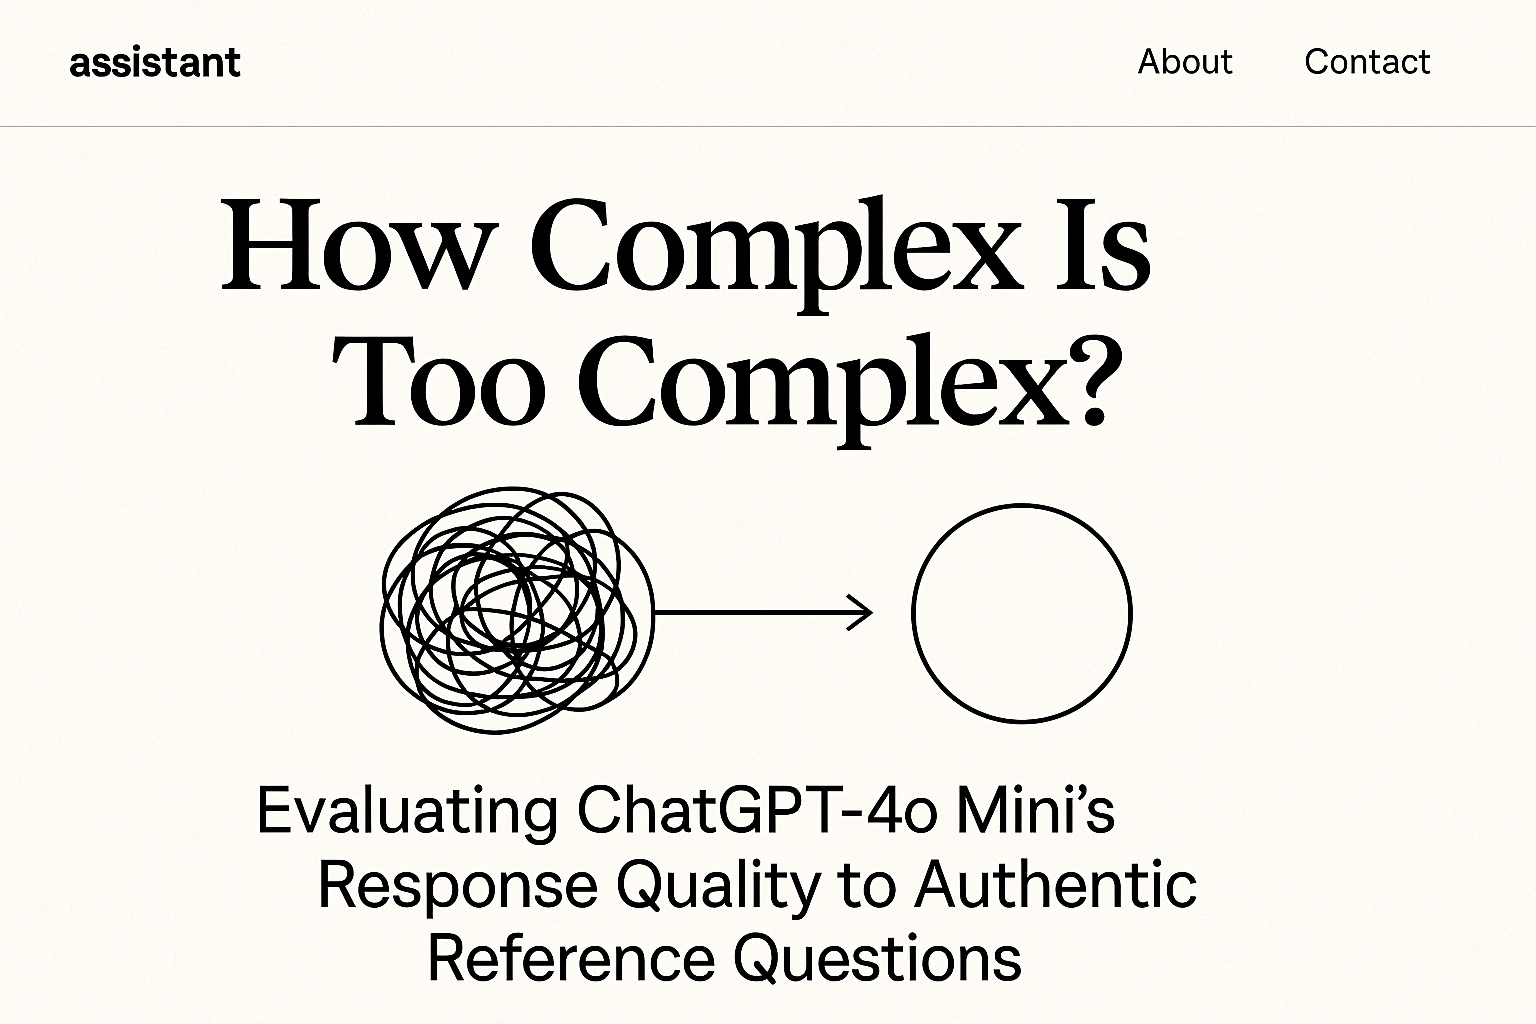 assistant
About
Contact
How Complex Is
Too Complex?
Evaluating ChatGPT-4o Mini’s
Response Quality to Authentic
Reference Questions